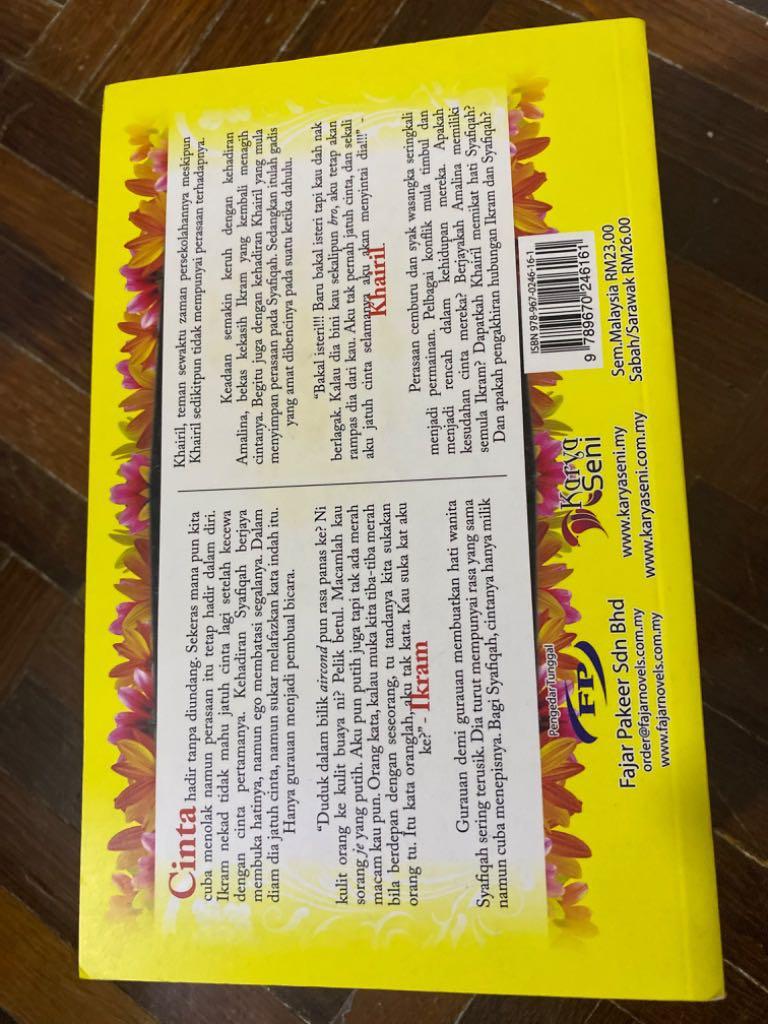 Cinta hadir tanpa diundang. Sekeras mana pun kita
cuba menolak namun perasaan itu tetap hadir dalam diri.
Ikram nekad tidak mahu jatuh cinta lagi setelah kecewa
dengan cinta pertamanya. Kehadiran Syafiqah berjaya
membuka hatinya, namun ego membatasi segalanya. Dalam
diam dia jatuh cinta, namun sukar melafazkan kata indah itu.
Hanya gurauan menjadi pembual bicara.
“Duduk dalam bilik aircond pun rasa panas ke? Ni
kulit orang ke kulit buaya ni? Pelik betul. Macamlah kau
sorang je yang putih. Aku pun putih juga tapi tak ada merah
macam kau pun. Orang kata, kalau muka kita tiba-tiba merah
bila berdepan dengan seseorang, tu tandanya kita sukakan
orang tu. Itu kata oranglah, aku tak kata. Kau suka kat aku
ke?” - Ikram
Gurauan demi gurauan membuatkan hati wanita
Syafiqah sering terusik. Dia turut mempunyai rasa yang sama
namun cuba menepisnya. Bagi Syafiqah, cintanya hanya milik
Khairil, teman sewaktu zaman persekolahannya meskipun
Khairil sedikitpun tidak mempunyai perasaan terhadapnya.
Keadaan semakin keruh dengan kehadiran
Amalina, bekas kekasih Ikram yang kembali menagih
cintanya. Begitu juga dengan kehadiran Khairil yang mula
menyimpan perasaan pada Syafiqah. Sedangkan itulah gadis
yang amat dibencinya pada suatu ketika dahulu.
“Bakal isteri!!! Baru bakal isteri tapi kau dah nak
berlagak. Kalau dia bini kau sekalipun bro, aku tetap akan
rampas dia dari kau. Aku tak pernah jatuh cinta, dan sekali
aku jatuh cinta selamanya aku akan menyintai dia!!!” -
Khairil
Perasaan cemburu dan syak wasangka seringkali
menjadi permainan. Pelbagai konflik mula timbul dan
menjadi rencah dalam kehidupan mereka. Apakah
kesudahan cinta mereka? Berjayakah Amalina memiliki
semula Ikram? Dapatkah Khairil memikat hati Syafiqah?
Dan apakah pengakhiran hubungan Ikram dan Syafiqah?
Pengedar Tunggal
FP
Fajar Pakeer Sdn Bhd
order@fajarnovels.com.my
www.fajarnovels.com.my
Karya
Seni
www.karyaseni.my
www.karyaseni.com.my
ISBN 978-967-0246-16-1
9 789670 246161
Sem.Malaysia RM23.00
Sabah/Sarawak RM26.00